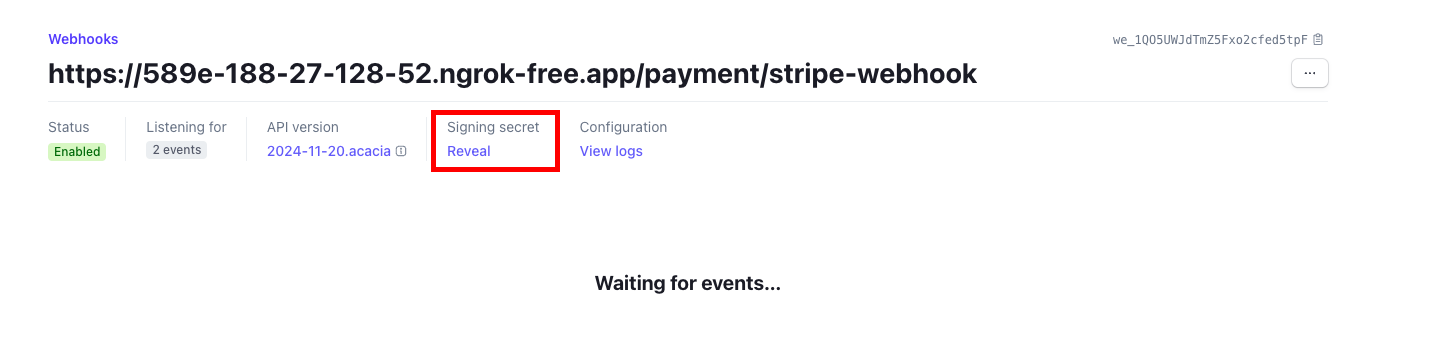 Webhooks
we_1QO5UWJdTmZ5Fxo2cfed5tpF
https://589e-188-27-128-52.ngrok-free.app/payment/stripe-webhook
...
Status
Listening for
API version
Signing secret
Configuration
Enabled
2 events
2024-11-20.acacia
Reveal
View logs
Waiting for events...